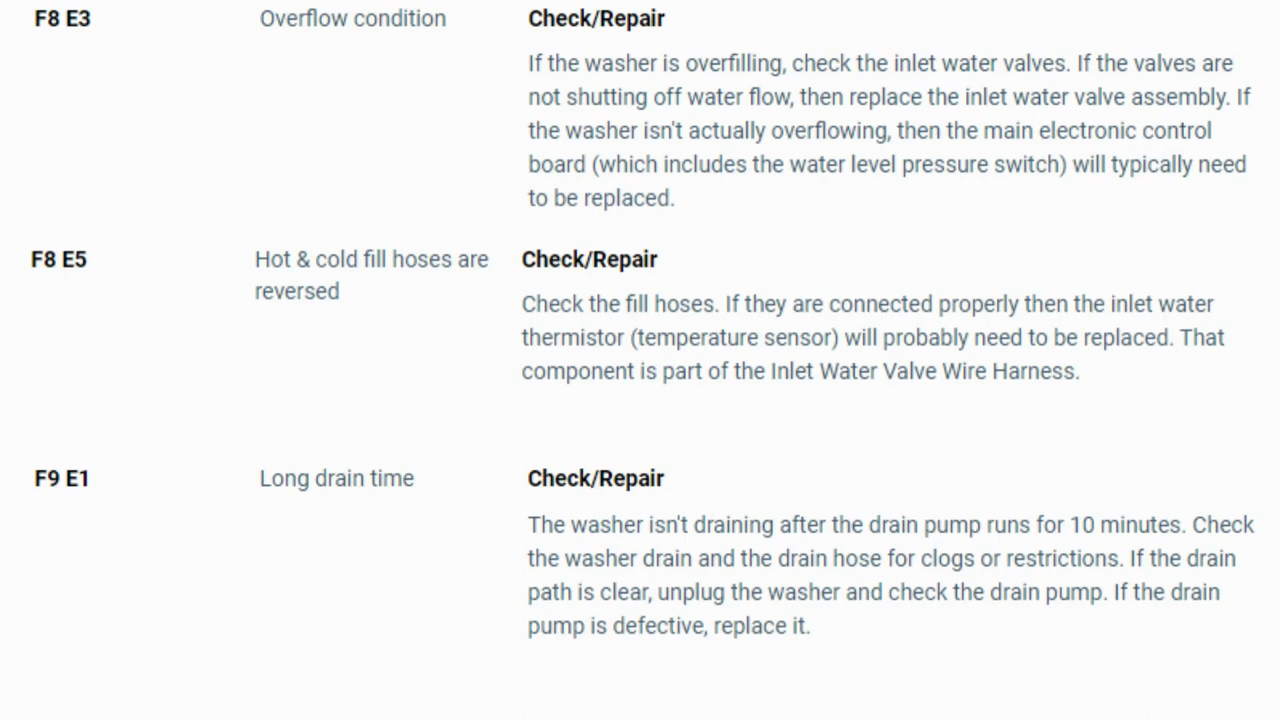 F8 E3 Overflow condition Check/Repair
If the washer is overfilling, check the inlet water valves. If the valves are
not shutting off water flow, then replace the inlet water valve assembly. If
the washer isn't actually overflowing, then the main electronic control
board (which includes the water level pressure switch) will typically need
to be replaced.
F8 E5 Hot & cold fill hoses are Check/Repair
reversed
Check the fill hoses. If they are connected properly then the inlet water
thermistor (temperature sensor) will probably need to be replaced. That
component is part of the Inlet Water Valve Wire Harness.
F9 E1 Long drain time Check/Repair
The washer isn't draining after the drain pump runs for 10 minutes. Check
the washer drain and the drain hose for clogs or restrictions. If the drain
path is clear, unplug the washer and check the drain pump. If the drain
pump is defective, replace it.